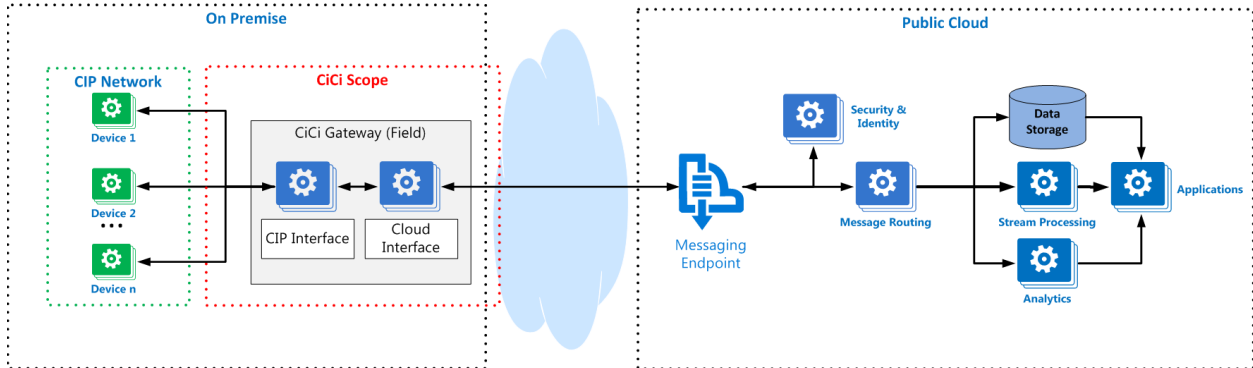 On Premise
CIP Network
Device 1
Device 2
...
Device n
CiCi Scope
CiCi Gateway (Field)
CIP Interface
Cloud
Interface
Public Cloud
Messaging
Endpoint
Security &
Identity
Message Routing
Data
Storage
Stream Processing
Analytics
Applications